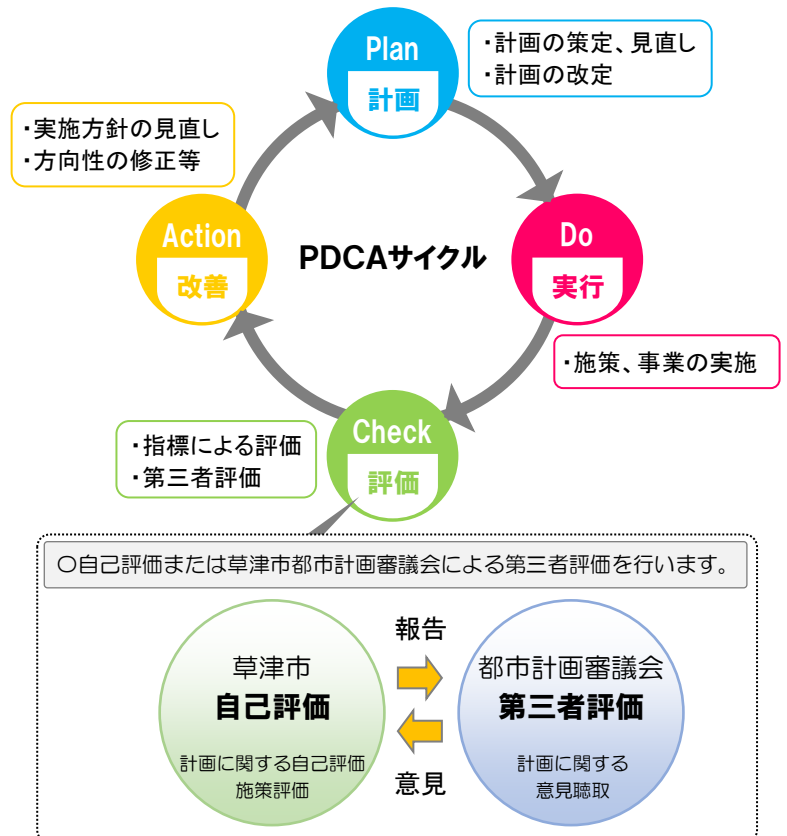 Plan
計画
・計画の策定、見直し
・計画の改定
・実施方針の見直し
・方向性の修正等
Action
改善
PDCAサイクル
Do
実行
・施策、事業の実施
Check
評価
・指標による評価
・第三者評価
〇自己評価または草津市都市計画審議会による第三者評価を行います。
草津市
自己評価
計画に関する自己評価
施策評価
報告
意見
都市計画審議会
第三者評価
計画に関する
意見聴取